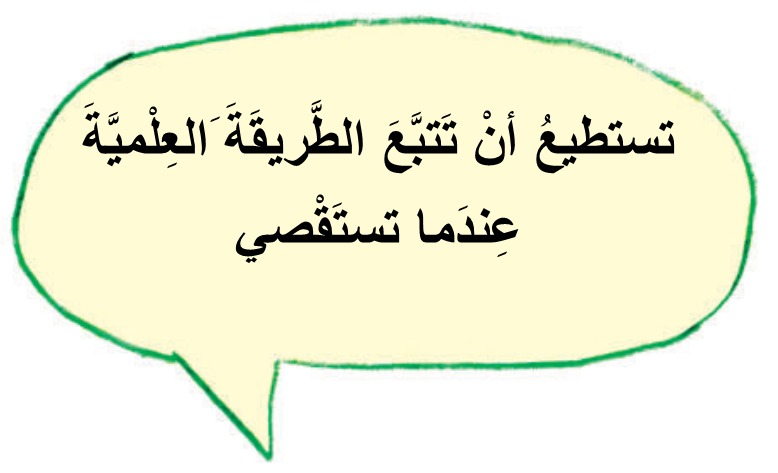 تستطيعُ أنْ تَتبَّعَ الطَّريقَةَ َالعِلْميَّةَ
عِندَما تستَقْصي